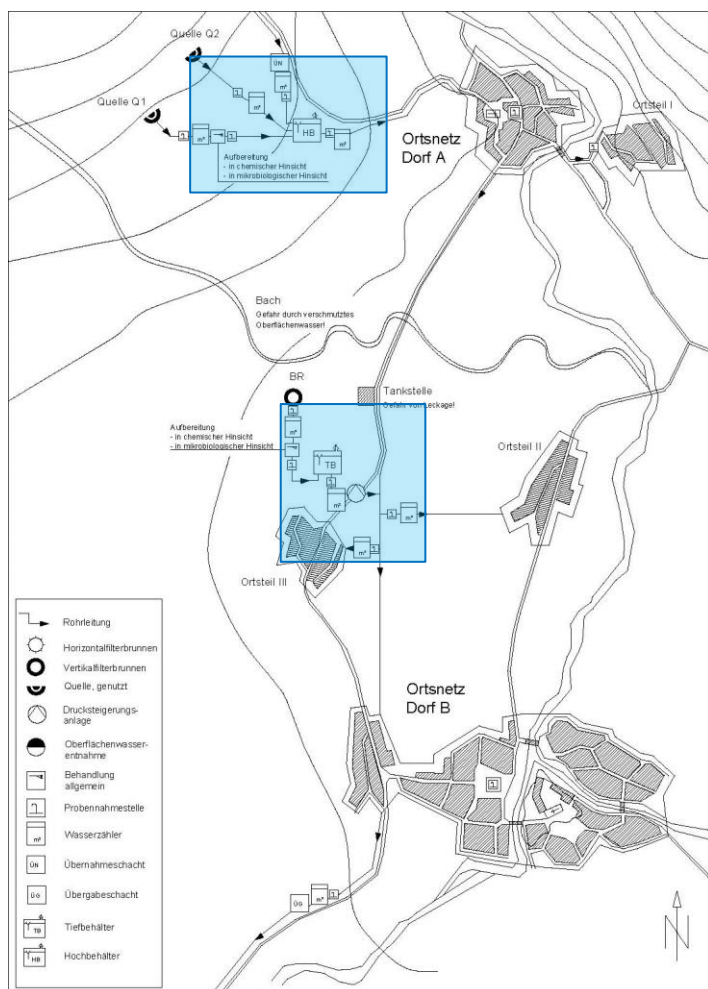 Quelle Q2
ÜN
m³
Quelle Q1
m³
m³
HB
m³
Aufbereitung
- in chemischer Hinsicht
- in mikrobiologischer Hinsicht
Ortsnetz
Dorf A
Ortsteil I
Bach
Gefahr durch verschmutztes
Oberflächenwasser!
BR
Tankstelle
Gefahr von Leckage!
Aufbereitung
- in chemischer Hinsicht
- in mikrobiologischer Hinsicht
m³
TB
m³
m³
m³
Ortsteil II
Ortsteil III
Ortsnetz
Dorf B
ÜG
m³
Rohrleitung
Horizontalfilterbrunnen
Vertikalfilterbrunnen
Quelle, genutzt
Drucksteigerungs-
anlage
Oberflächenwasser-
entnahme
Behandlung
allgemein
Probennahmestelle
m³
Wasserzähler
ÜN
Übernahmeschacht
ÜG
Übergabeschacht
TB
Tiefbehälter
HB
Hochbehälter
N